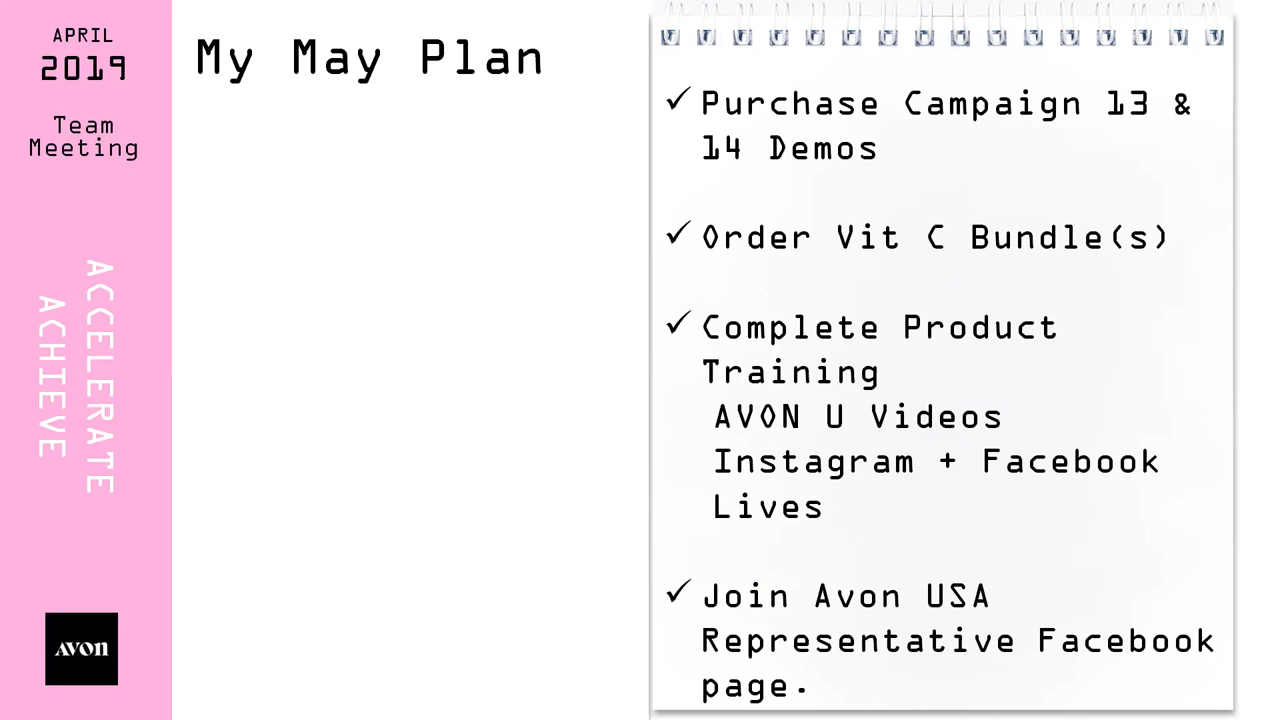 APRIL
2019
Team
Meeting
ACCELERATE
ACHIEVE
AVON
My May Plan
✓ Purchase Campaign 13 &
14 Demos
✓ Order Vit C Bundle(s)
✓ Complete Product
Training
AVON U Videos
Instagram + Facebook
Lives
✓ Join Avon USA
Representative Facebook
page.